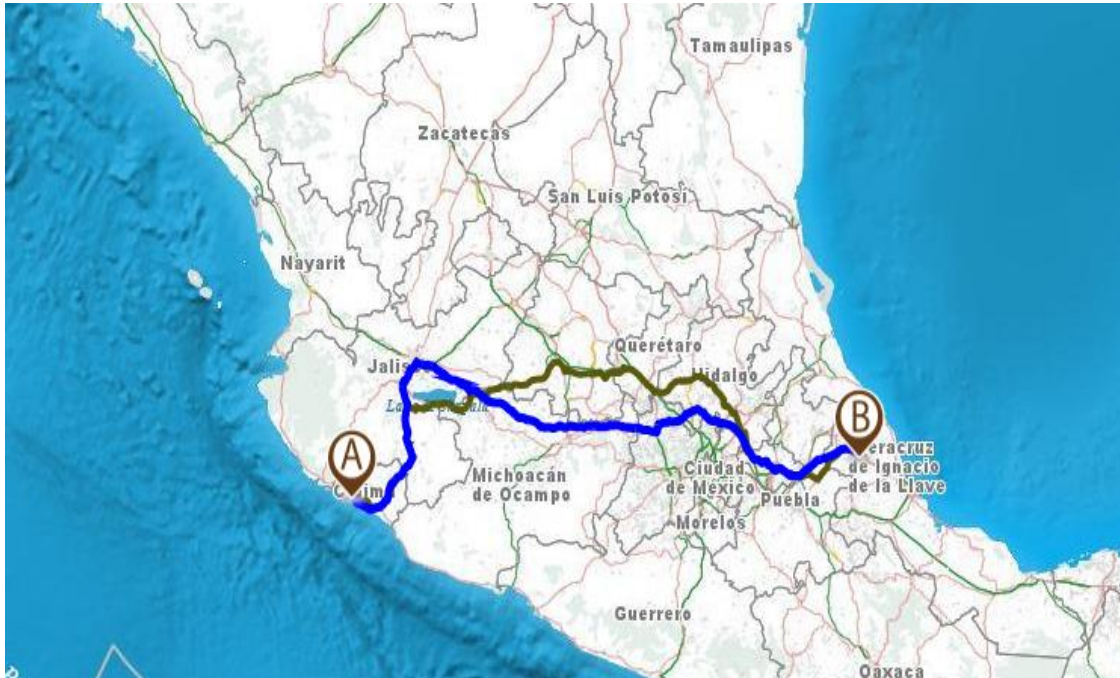 Tamaulipas
Zacatecas
San Luis Potosí
Nayarit
Querétaro
Jalis
Hidalgo
A
B
Veracruz
de Ignacio
de la Llave
Michoacán
de Ocampo
Ciudad
de México
Puebla
Morelos
Guerrero
Oaxaca